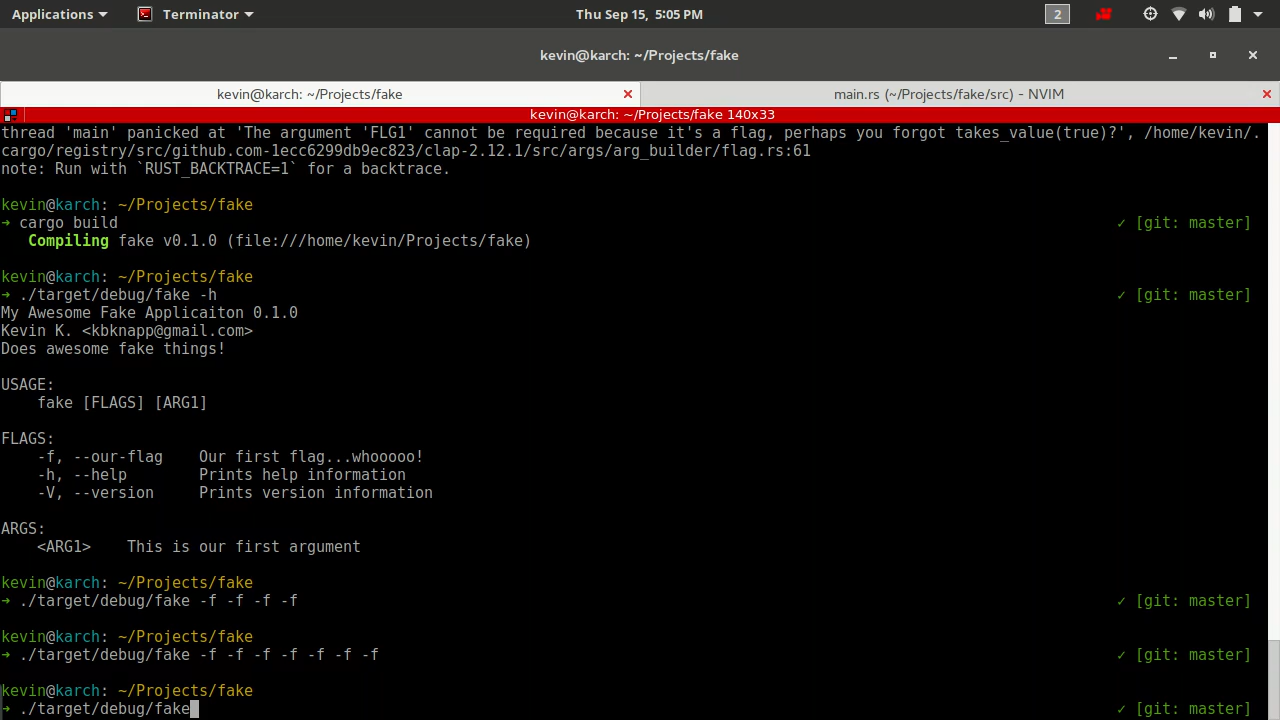 Applications Terminator Thu Sep 15, 5:05 PM 2
kevin@karch: ~/Projects/fake
kevin@karch: ~/Projects/fake main.rs (~/Projects/fake/src) - NVIM
kevin@karch: ~/Projects/fake 140x33
thread 'main' panicked at 'The argument 'FLG1' cannot be required because it's a flag, perhaps you forgot takes_value(true)?', /home/kevin/.
cargo/registry/src/github.com-1ecc6299db9ec823/clap-2.12.1/src/args/arg_builder/flag.rs:61
note: Run with `RUST_BACKTRACE=1` for a backtrace.
kevin@karch: ~/Projects/fake
➜ cargo build ✓ [git: master]
Compiling fake v0.1.0 (file:///home/kevin/Projects/fake)
kevin@karch: ~/Projects/fake
➜ ./target/debug/fake -h ✓ [git: master]
My Awesome Fake Applicaiton 0.1.0
Kevin K. <kbknapp@gmail.com>
Does awesome fake things!
USAGE:
fake [FLAGS] [ARG1]
FLAGS:
-f, --our-flag Our first flag...whooooo!
-h, --help Prints help information
-V, --version Prints version information
ARGS:
<ARG1> This is our first argument
kevin@karch: ~/Projects/fake
➜ ./target/debug/fake -f -f -f -f ✓ [git: master]
kevin@karch: ~/Projects/fake
➜ ./target/debug/fake -f -f -f -f -f -f -f ✓ [git: master]
kevin@karch: ~/Projects/fake
➜ ./target/debug/fake ✓ [git: master]